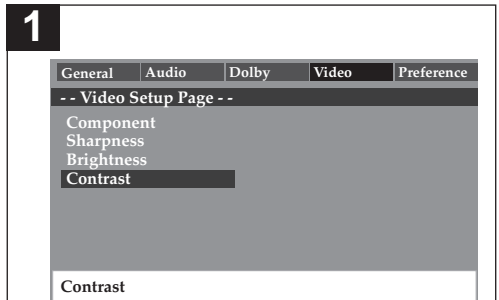 1
General Audio Dolby Video Preference
- - Video Setup Page - -
Component
Sharpness
Brightness
Contrast
Contrast